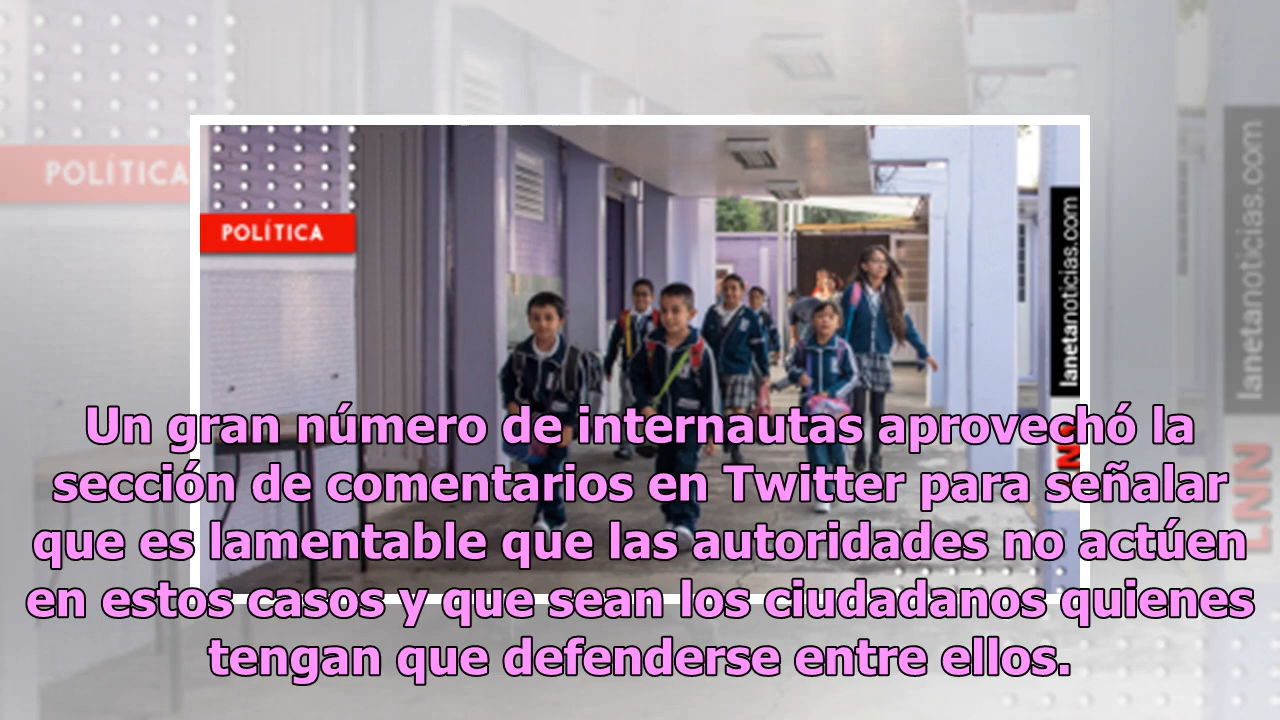 POLÍTICA
POLÍTICA
lanetanoticias.com
lanetanoticias.com
LNN
Un gran número de internautas aprovechó la
sección de comentarios en Twitter para señalar
que es lamentable que las autoridades no actúen
en estos casos y que sean los ciudadanos quienes
tengan que defenderse entre ellos.